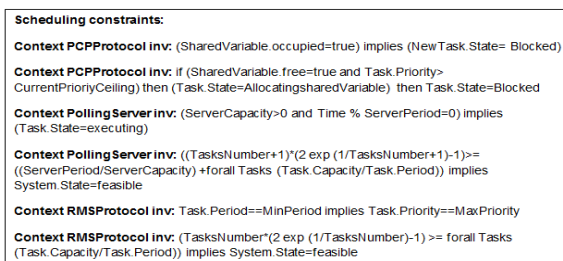 Scheduling constraints:
Context PCPProtocol inv: (SharedVariable.occupied=true) implies (NewTask.State= Blocked)
Context PCPProtocol inv: if (SharedVariable.free=true and Task.Priority>
CurrentPrioriyCeiling) then (Task.State=AllocatingsharedVariable) then Task.State=Blocked
Context PollingServer inv: (ServerCapacity>0 and Time % ServerPeriod=0) implies
(Task.State=executing)
Context PollingServer inv: ((TasksNumber+1)*(2 exp (1/TasksNumber+1)-1)>=
((ServerPeriod/ServerCapacity) +forall Tasks (Task.Capacity/Task.Period)) implies
System.State=feasible
Context RMSProtocol inv: Task.Period==MinPeriod implies Task.Priority==MaxPriority
Context RMSProtocol inv: (TasksNumber*(2 exp (1/TasksNumber)-1) >= forall Tasks
(Task.Capacity/Task.Period)) implies System.State=feasible